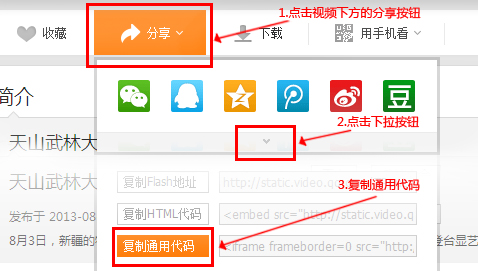 1.点击视频下方的分享按钮
收藏 分享 下载 用手机看
简介
豆
2.点击下拉按钮
天山武林大
天山武林大
复制Flash地址 http://static.video.q
3.复制通用代码
发布于 2013-08
复制HTML代码 <embed src="http://static.video.q
8月3日，新疆的 复制通用代码 <iframe frameborder=0 src="http: 登台显艺